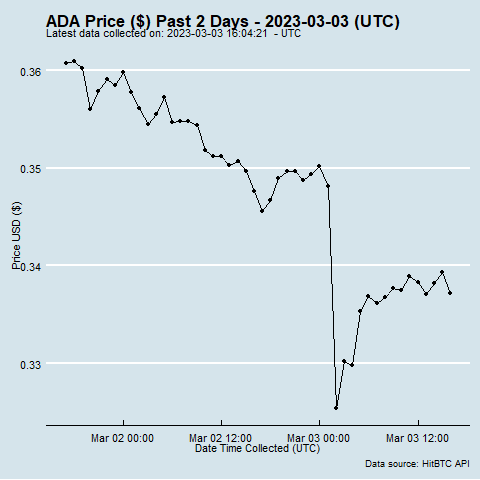 ADA Price ($) Past 2 Days - 2023-03-03 (UTC)
Latest data collected on: 2023-03-03 16:04:21 - UTC
0.36
0.35
0.34
0.33
Price USD ($)
Mar 02 00:00 Mar 02 12:00 Mar 03 00:00 Mar 03 12:00
Date Time Collected (UTC)
Data source: HitBTC API